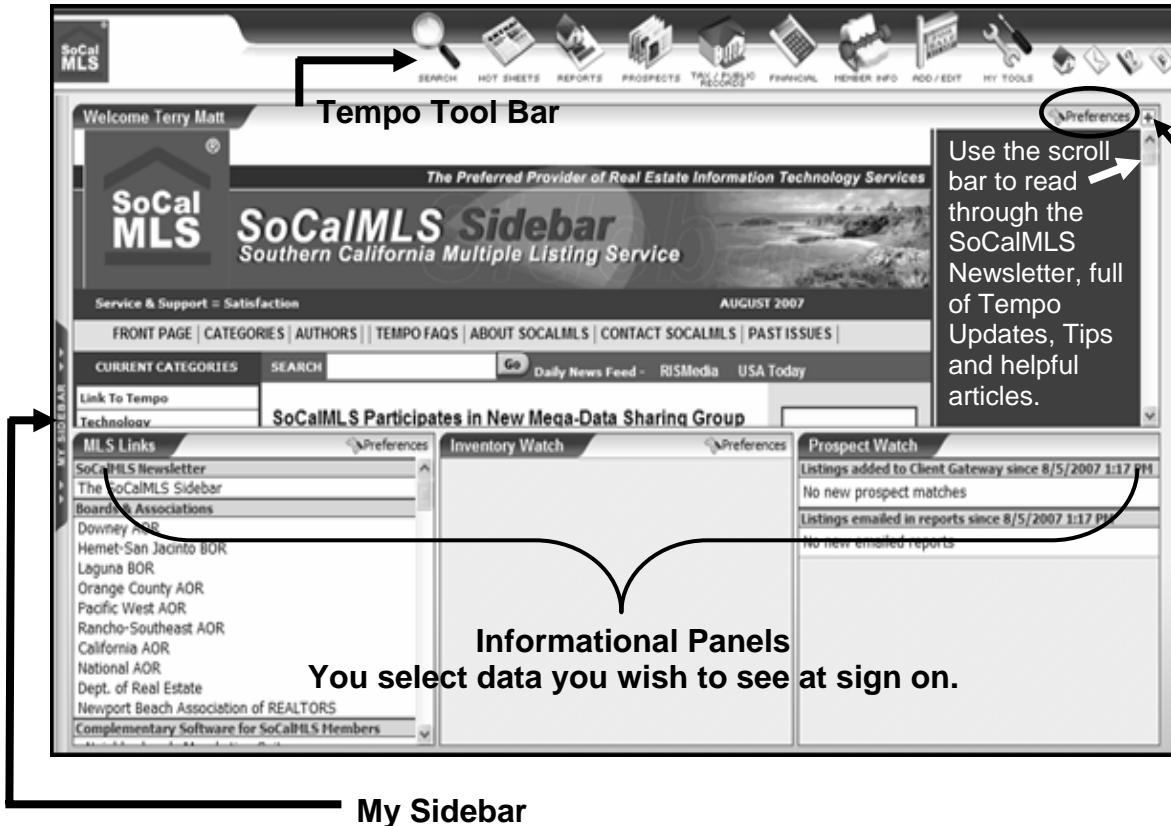 SoCal
MLS
SEARCH HOT SHEETS REPORTS PROSPECTS TAX / PUBLIC RECORDS FINANCIAL MEMBER INFO ADD / EDIT MY TOOLS
Tempo Tool Bar
Welcome Terry Matt
Preferences
SoCal
MLS
®
The Preferred Provider of Real Estate Information Technology Services
SoCalMLS Sidebar
Southern California Multiple Listing Service
Service & Support = Satisfaction
AUGUST 2007
FRONT PAGE | CATEGORIES | AUTHORS | | TEMPO FAQS | ABOUT SOCALMLS | CONTACT SOCALMLS | PAST ISSUES |
CURRENT CATEGORIES
SEARCH
Go
Daily News Feed - RISMedia USA Today
Link To Tempo
Technology
SoCalMLS Participates in New Mega-Data Sharing Group
Use the scroll
bar to read
through the
SoCalMLS
Newsletter, full
of Tempo
Updates, Tips
and helpful
articles.
MY SIDEBAR
MLS Links
Preferences
SoCalMLS Newsletter
The SoCalMLS Sidebar
Boards & Associations
Downey AOR
Hemet-San Jacinto BOR
Laguna BOR
Orange County AOR
Pacific West AOR
Rancho-Southeast AOR
California AOR
National AOR
Dept. of Real Estate
Newport Beach Association of REALTORS
Complementary Software for SoCalMLS Members
Inventory Watch
Preferences
Prospect Watch
Listings added to Client Gateway since 8/5/2007 1:17 PM
No new prospect matches
Listings emailed in reports since 8/5/2007 1:17 PM
No new emailed reports
Informational Panels
You select data you wish to see at sign on.
My Sidebar